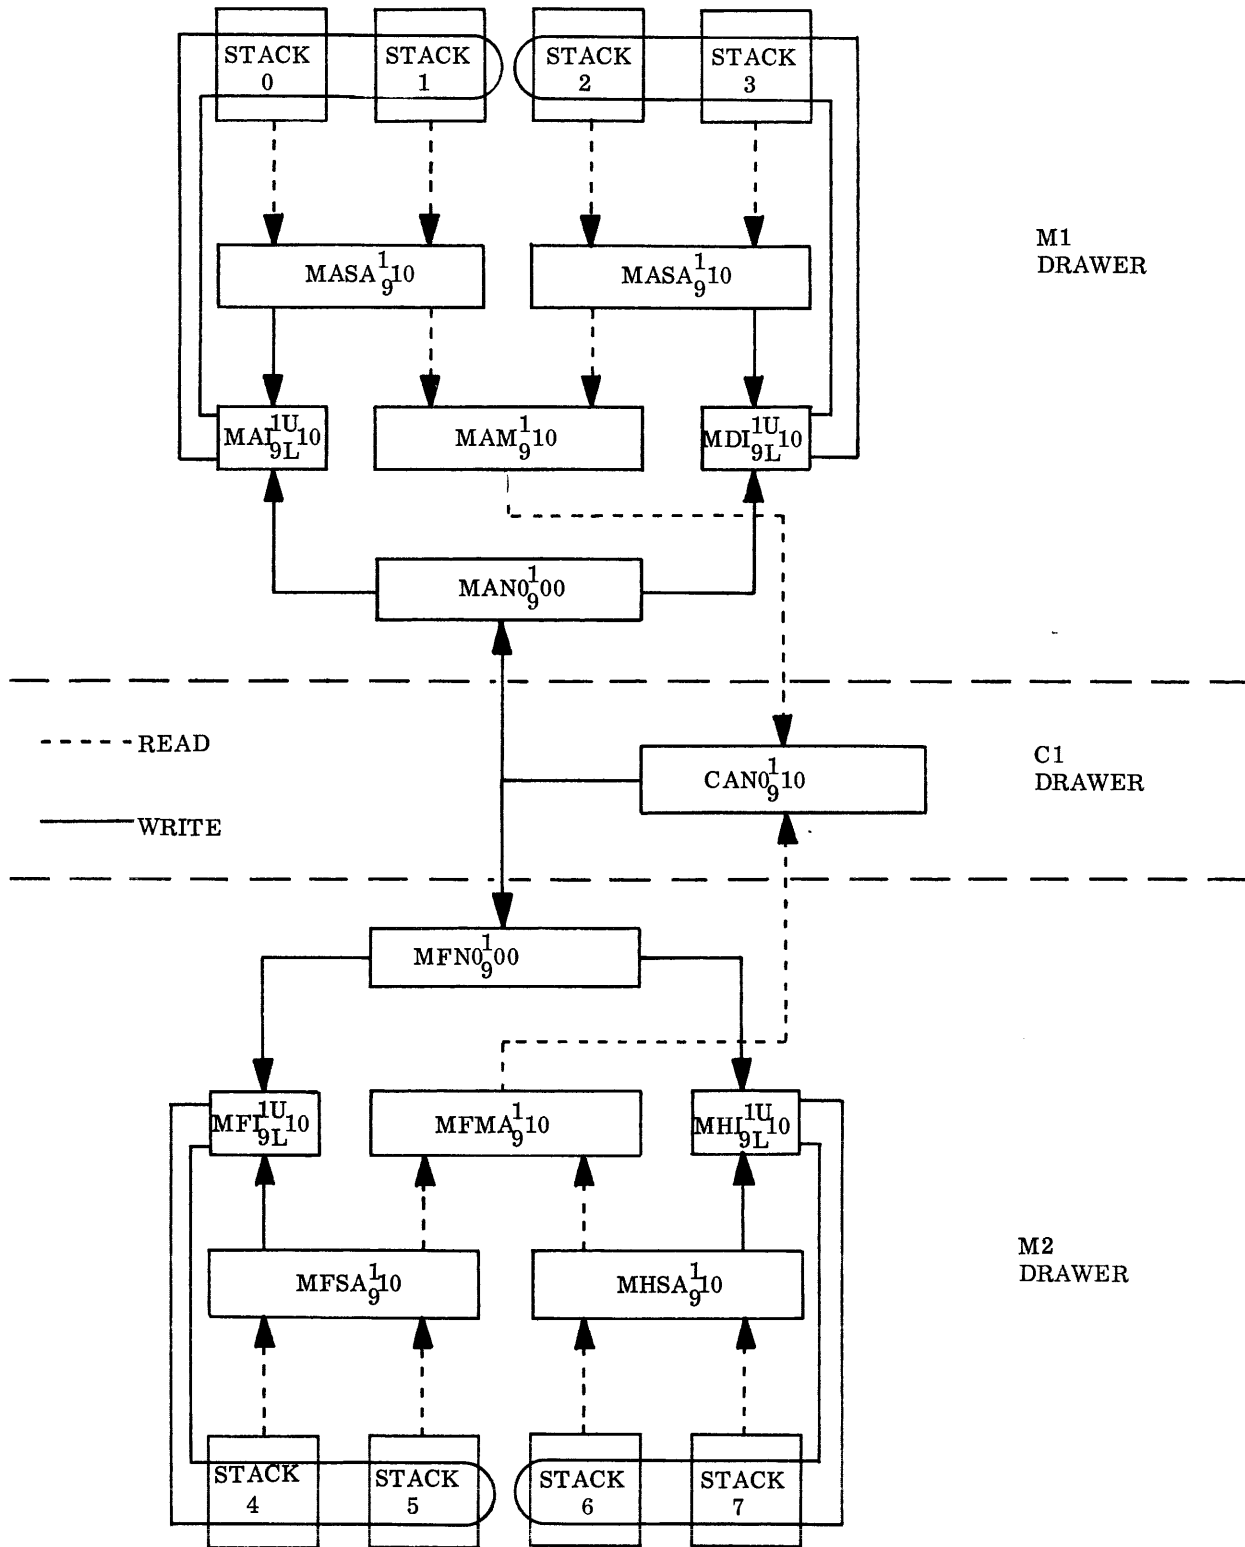 STACK 0
STACK 1
STACK 2
STACK 3
MASA 1/9 10
MASA 1/9 10
M1
DRAWER
MAI 1U/9L 10
MAM 1/9 10
MDI 1U/9L 10
MAN0 1/9 00
READ
CAN0 1/9 10
C1
DRAWER
WRITE
MFN0 1/9 00
MFI 1U/9L 10
MFMA 1/9 10
MHI 1U/9L 10
MFSA 1/9 10
MHSA 1/9 10
M2
DRAWER
STACK 4
STACK 5
STACK 6
STACK 7